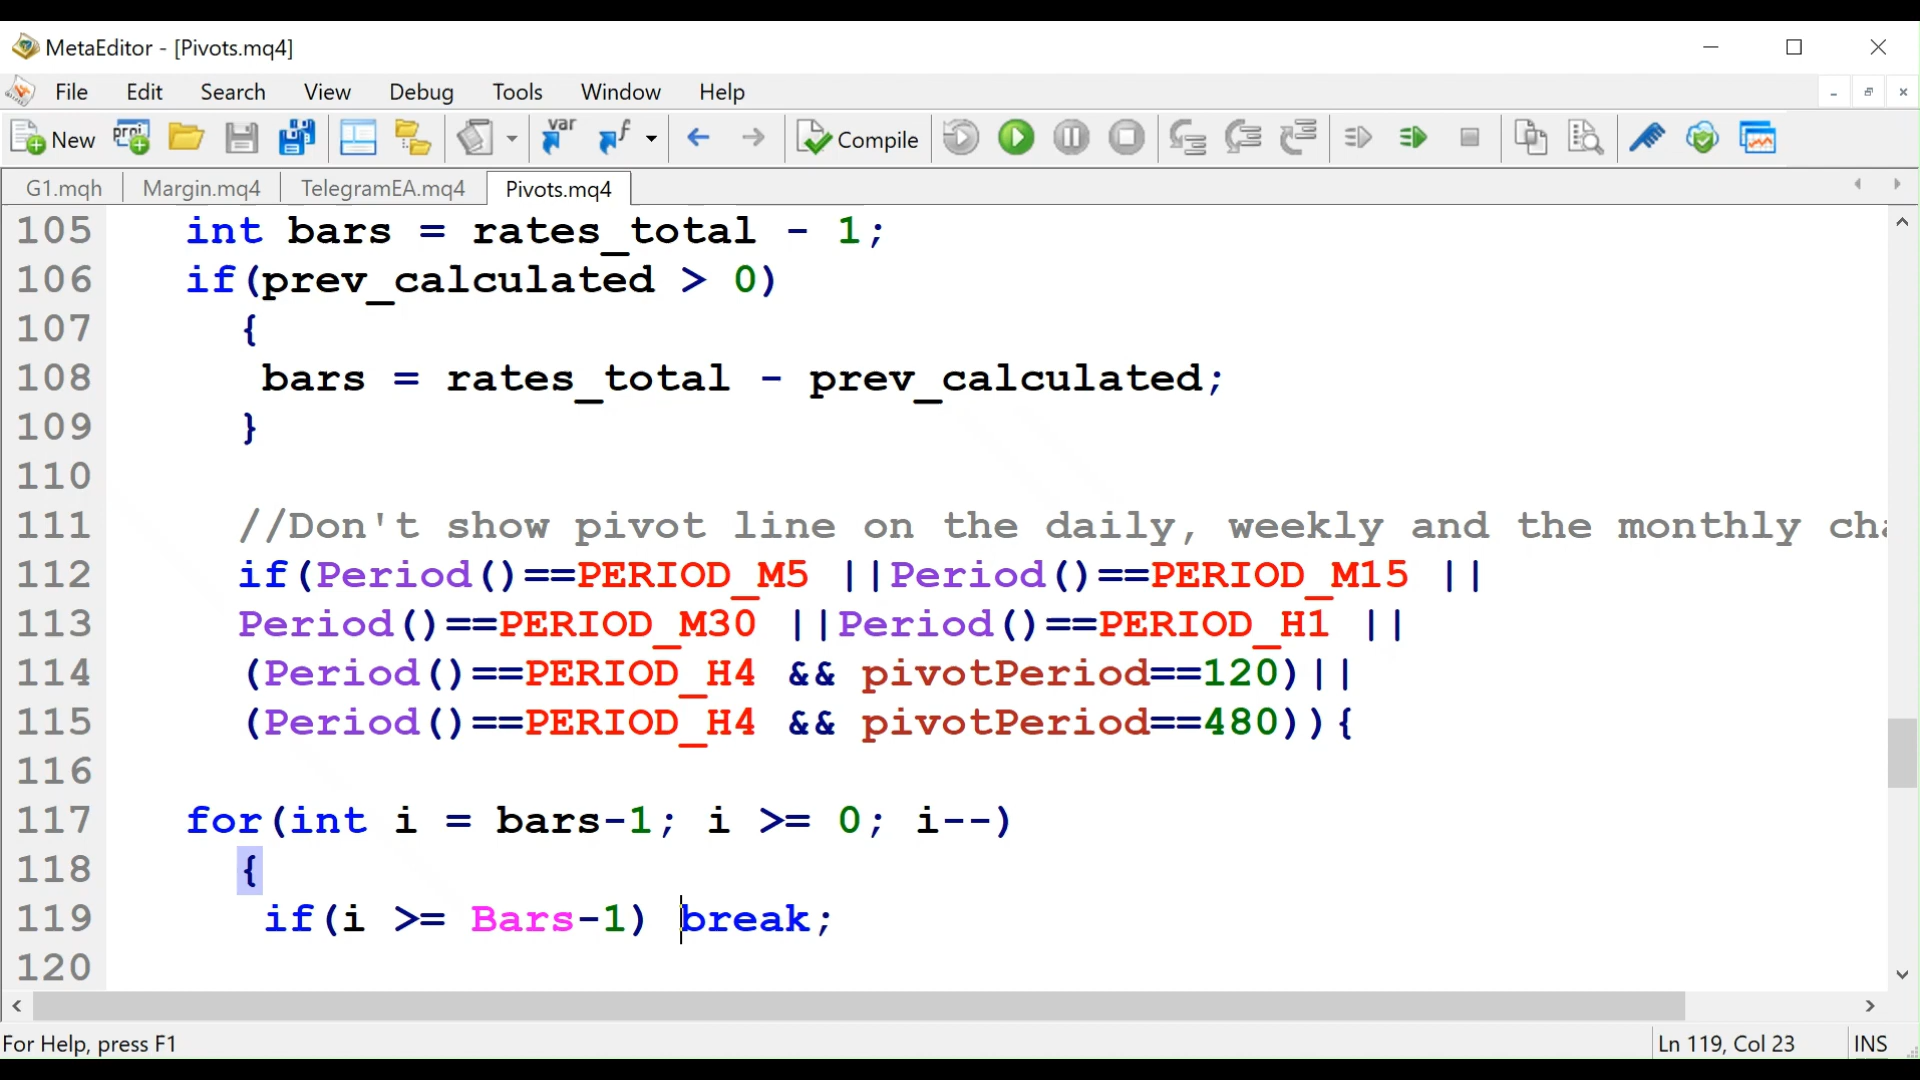 MetaEditor - [Pivots.mq4]
File Edit Search View Debug Tools Window Help
New proj var f Compile
G1.mqh Margin.mq4 TelegramEA.mq4 Pivots.mq4
105 int bars = rates_total - 1;
106 if(prev_calculated > 0)
107 {
108 bars = rates_total - prev_calculated;
109 }
110
111 //Don't show pivot line on the daily, weekly and the monthly
112 if(Period()==PERIOD_M5 ||Period()==PERIOD_M15 ||
113 Period()==PERIOD_M30 ||Period()==PERIOD_H1 ||
114 (Period()==PERIOD_H4 && pivotPeriod==120)||
115 (Period()==PERIOD_H4 && pivotPeriod==480)){
116
117 for(int i = bars-1; i >= 0; i--)
118 {
119 if(i >= Bars-1) break;
120
For Help, press F1 Ln 119, Col 23 INS